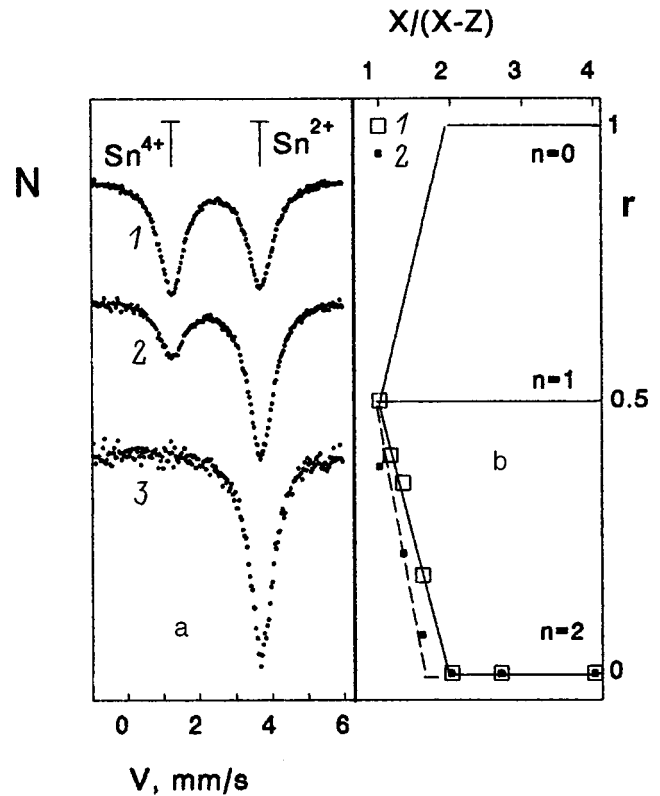 X/(X-Z)
1 2 3 4
Sn4+ Sn2+
N
1
2
3
a
0 2 4 6
V, mm/s
1
2
n=0
n=1
n=2
b
1
r
0.5
0